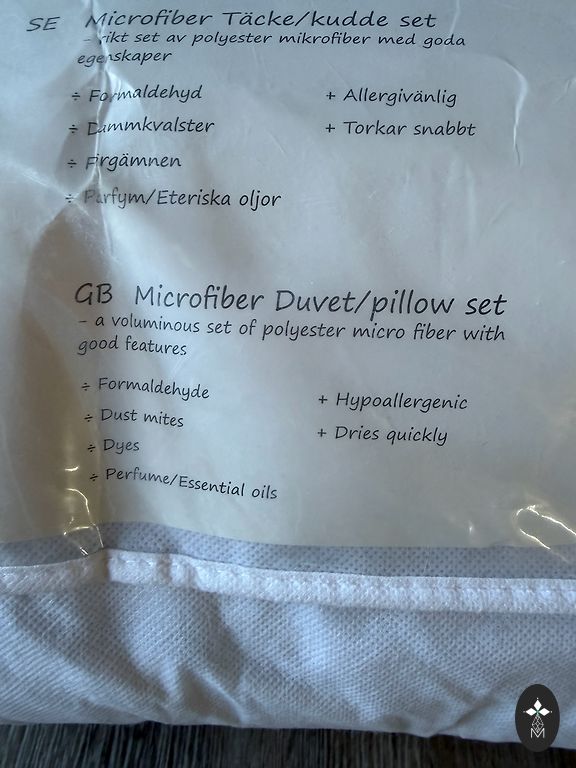 SE Microfiber Täcke/kudde set
rikt set av polyester mikrofiber med goda
egenskaper
÷ Formaldehyd
+ Allergivänlig
÷ Dammkvalster
+ Torkar snabbt
÷ Firgämnen
÷ Parfym/Eteriska oljor
GB Microfiber Duvet/pillow set
- a voluminous set of polyester micro fiber with
good features
÷ Formaldehyde
+ Hypoallergenic
÷ Dust mites
+ Dries quickly
÷ Dyes
÷ Perfume/Essential oils
M